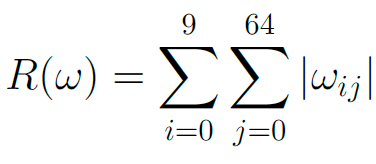 R(ω) = ∑_{i=0}^{9} ∑_{j=0}^{64} |ω_{ij}|